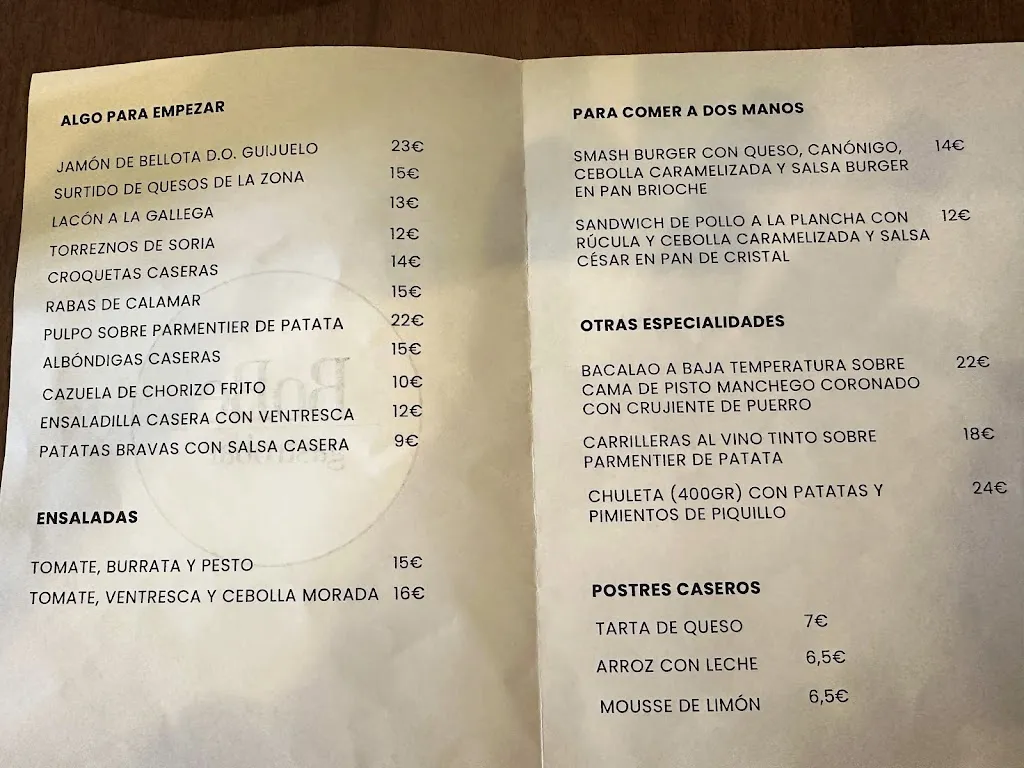 ALGO PARA EMPEZAR
JAMÓN DE BELLOTA D.O. GUIJUELO 23€
SURTIDO DE QUESOS DE LA ZONA 15€
LACÓN A LA GALLEGA 13€
TORREZNOS DE SORIA 12€
CROQUETAS CASERAS 14€
RABAS DE CALAMAR 15€
PULPO SOBRE PARMENTIER DE PATATA 22€
ALBÓNDIGAS CASERAS 15€
CAZUELA DE CHORIZO FRITO 10€
ENSALADILLA CASERA CON VENTRESCA 12€
PATATAS BRAVAS CON SALSA CASERA 9€
ENSALADAS
TOMATE, BURRATA Y PESTO 15€
TOMATE, VENTRESCA Y CEBOLLA MORADA 16€
PARA COMER A DOS MANOS
SMASH BURGER CON QUESO, CANÓNIGO, 14€
CEBOLLA CARAMELIZADA Y SALSA BURGER
EN PAN BRIOCHE
SANDWICH DE POLLO A LA PLANCHA CON 12€
RÚCULA Y CEBOLLA CARAMELIZADA Y SALSA
CÉSAR EN PAN DE CRISTAL
OTRAS ESPECIALIDADES
BACALAO A BAJA TEMPERATURA SOBRE 22€
CAMA DE PISTO MANCHEGO CORONADO
CON CRUJIENTE DE PUERRO
CARRILLERAS AL VINO TINTO SOBRE 18€
PARMENTIER DE PATATA
CHULETA (400GR) CON PATATAS Y 24€
PIMIENTOS DE PIQUILLO
POSTRES CASEROS
TARTA DE QUESO 7€
ARROZ CON LECHE 6,5€
MOUSSE DE LIMÓN 6,5€